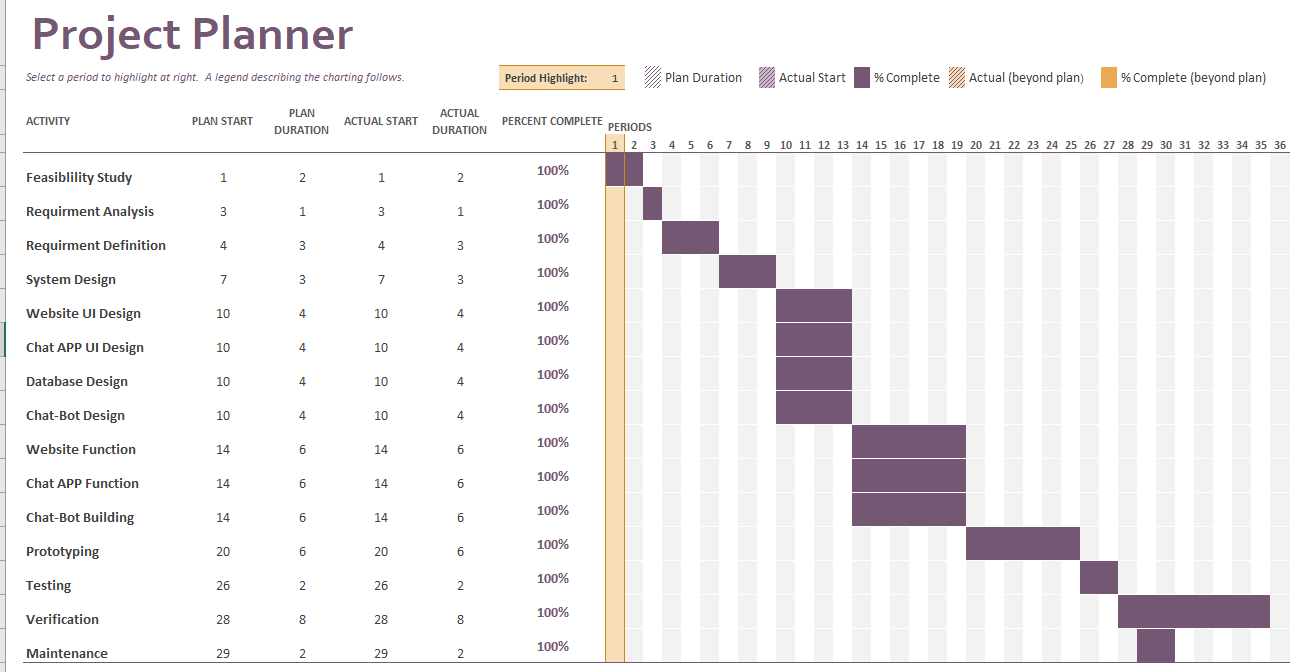 Project Planner
Select a period to highlight at right.  A legend describing the charting follows.
Period Highlight: 1
Plan Duration
Actual Start
% Complete
Actual (beyond plan)
% Complete (beyond plan)
ACTIVITY PLAN START PLAN DURATION ACTUAL START ACTUAL DURATION PERCENT COMPLETE PERIODS
1 2 3 4 5 6 7 8 9 10 11 12 13 14 15 16 17 18 19 20 21 22 23 24 25 26 27 28 29 30 31 32 33 34 35 36
Feasiblility Study 1 2 1 2 100%
Requirment Analysis 3 1 3 1 100%
Requirment Definition 4 3 4 3 100%
System Design 7 3 7 3 100%
Website UI Design 10 4 10 4 100%
Chat APP UI Design 10 4 10 4 100%
Database Design 10 4 10 4 100%
Chat-Bot Design 10 4 10 4 100%
Website Function 14 6 14 6 100%
Chat APP Function 14 6 14 6 100%
Chat-Bot Building 14 6 14 6 100%
Prototyping 20 6 20 6 100%
Testing 26 2 26 2 100%
Verification 28 8 28 8 100%
Maintenance 29 2 29 2 100%